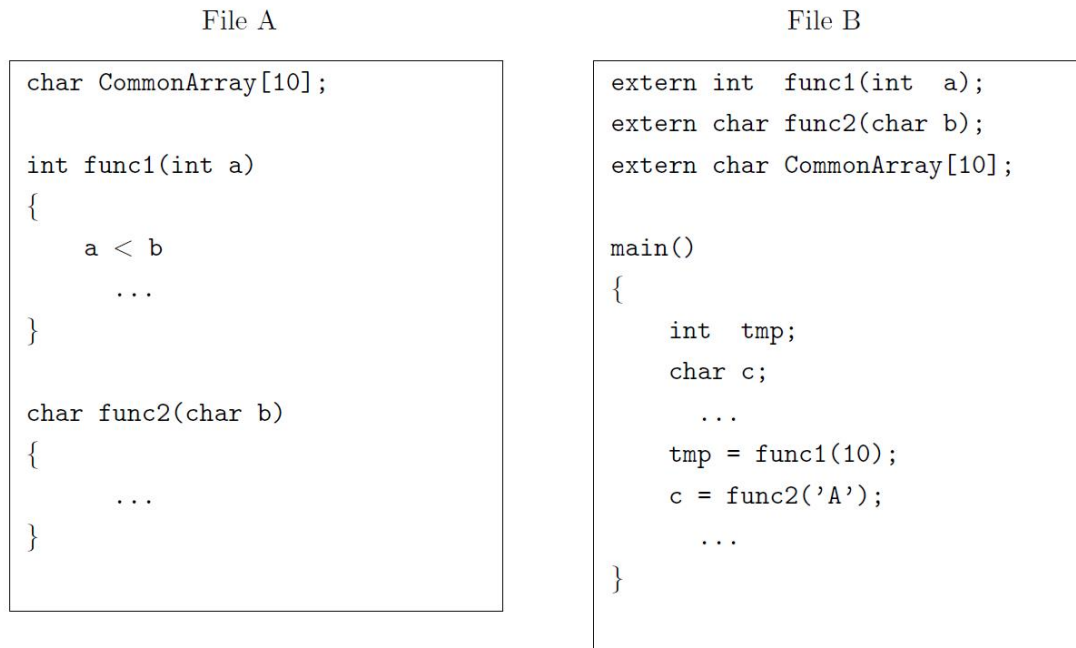 File A
char CommonArray[10];
int func1(int a)
{
a < b
...
}
char func2(char b)
{
...
}
File B
extern int  func1(int  a);
extern char func2(char b);
extern char CommonArray[10];
main()
{
int  tmp;
char c;
...
tmp = func1(10);
c = func2(’A’);
...
}